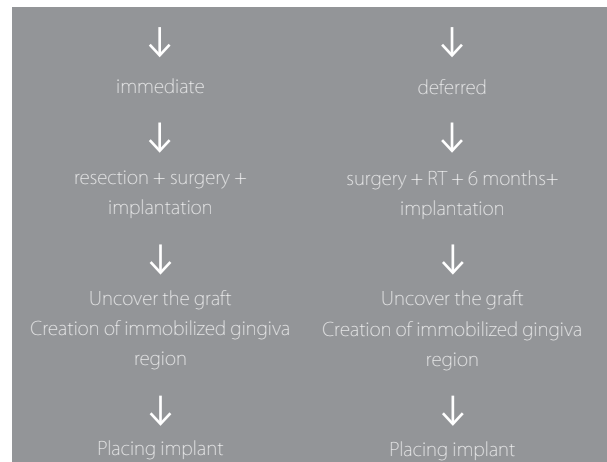 immediate
resection + surgery +
implantation
Uncover the graft
Creation of immobilized gingiva
region
Placing implant
deferred
surgery + RT + 6 months+
implantation
Uncover the graft
Creation of immobilized gingiva
region
Placing implant